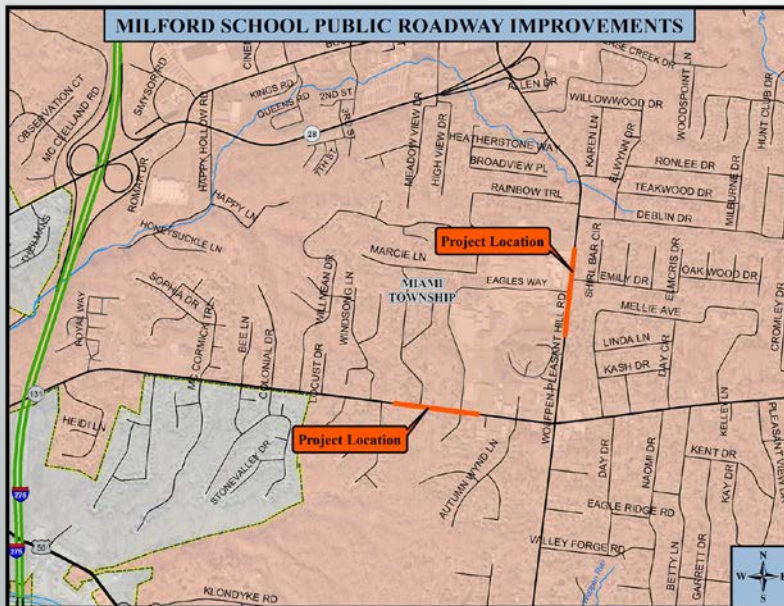 MILFORD SCHOOL PUBLIC ROADWAY IMPROVEMENTS
OBSERVATION CT
MC CLELLAND RD
SMYSOR RD
KINGS RD
QUEENS RD
2ND ST
3RD ST
7TH ST
28
ROMAR DR
HAPPY HOLLOW RD
HAPPY LN
HONEYSUCKLE LN
MEADOW VIEW DR
HIGH VIEW DR
ALLEN DR
HEATHERSTONE WAY
BROADVIEW PL
RAINBOW TRL
WILLOWWOOD DR
WOODSPOINT LN
HUNT CLUB DR
KAREN LN
ELWYNN DR
RONLEE DR
TEAKWOOD DR
MILBURNE DR
DEBLIN DR
Project Location
MARCIE LN
MIAMI
TOWNSHIP
EAGLES WAY
SHIRL BAR CIR
EMILY DR
ELMCRIS DR
OAK WOOD DR
MELLIE AVE
LINDA LN
KASH DR
DAY CIR
CROMLEY DR
WOLFPEN PLEASANT HILL RD
SOPHIA DR
MC CORMICK TRL
ROYAL WAY
BEE LN
COLONIAL DR
WILLNEAN DR
WINDSONG LN
LOCUST DR
131
HEIDI LN
STONEVALLEY DR
Project Location
AUTUMN WYND LN
KELLEY LN
PLEASANT VIEW DR
DAY DR
NAOMI DR
KENT DR
KAY DR
EAGLE RIDGE RD
VALLEY FORGE RD
BETTY LN
GARRETT DR
275
50
275
KLONDYKE RD
N
W
E
S